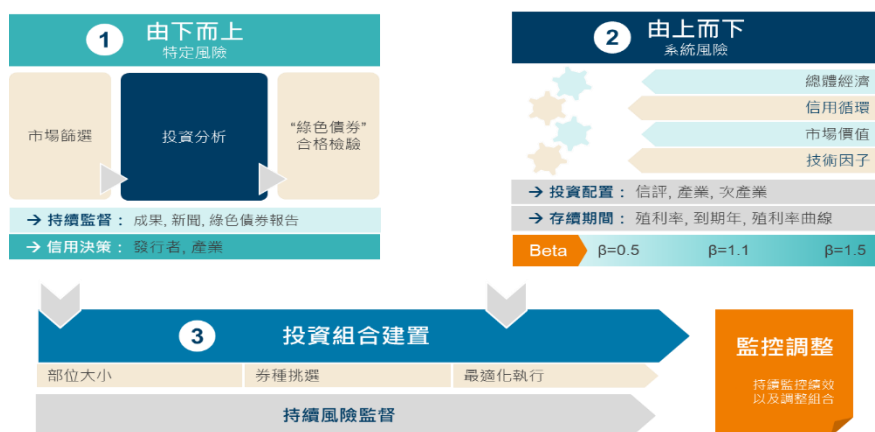 1
由下而上
特定風險
市場篩選
投資分析
“綠色債券”
合格檢驗
→ 持續監督： 成果, 新聞, 綠色債券報告
→ 信用決策： 發行者, 產業
2
由上而下
系統風險
總體經濟
信用循環
市場價值
技術因子
→ 投資配置： 信評, 產業, 次產業
→ 存續期間： 殖利率, 到期年, 殖利率曲線
Beta β=0.5 β=1.1 β=1.5
3 投資組合建置
部位大小 券種挑選 最適化執行
持續風險監督
監控調整
持續監控績效
以及調整組合